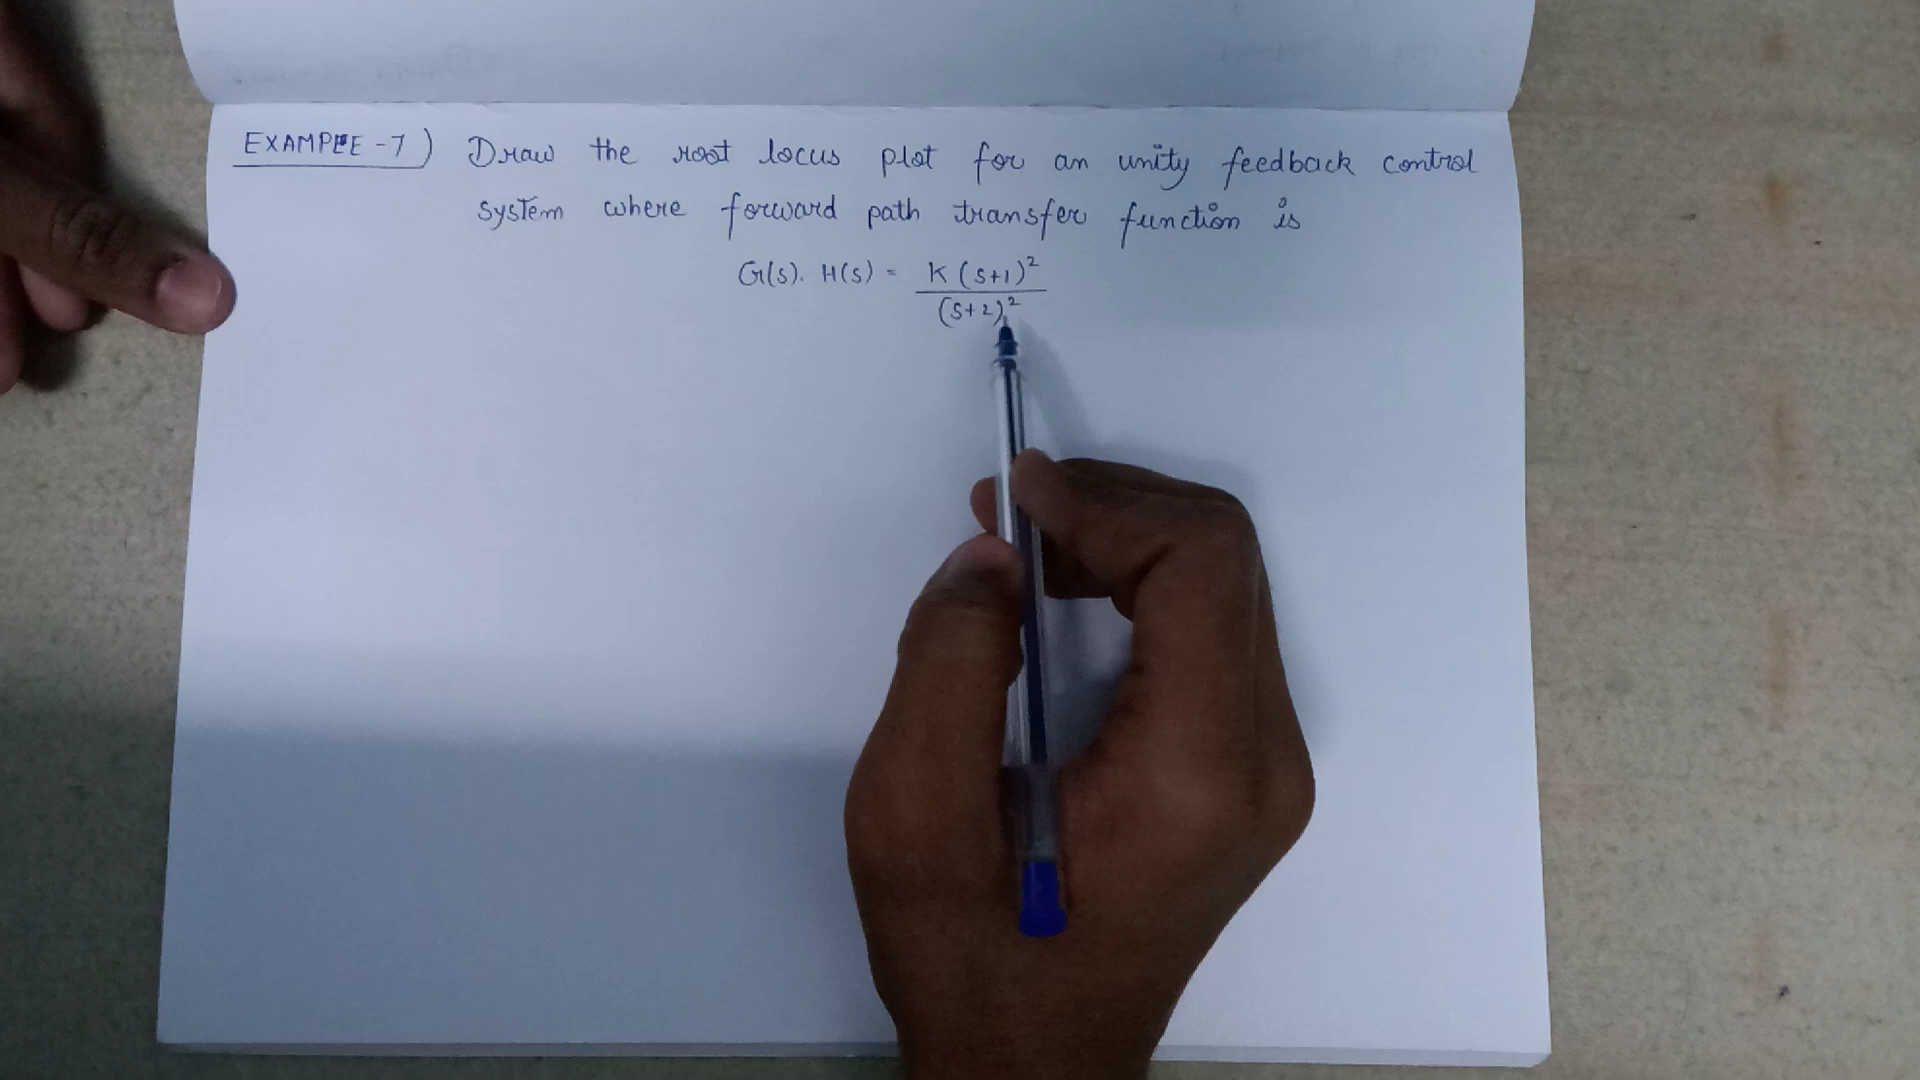 EXAMPLE-7) Draw the root locus plot for an unity feedback control
system where forward path transfer function is
G(s). H(s) = K(s+1)²
(s+2)²